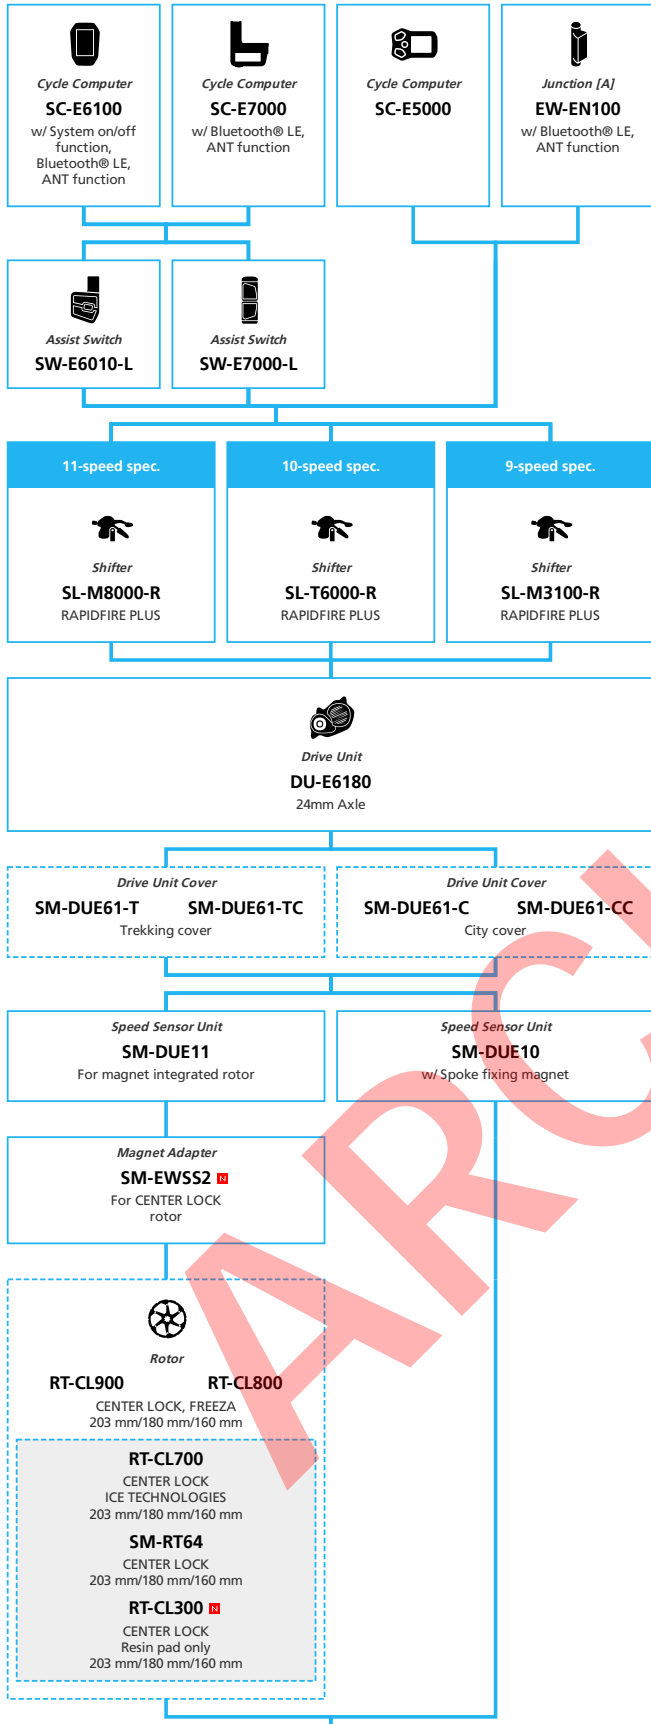 Cycle Computer
SC-E6100
w/ System on/off
function,
Bluetooth® LE,
ANT function
Cycle Computer
SC-E7000
w/ Bluetooth® LE,
ANT function
Cycle Computer
SC-E5000
Junction [A]
EW-EN100
w/ Bluetooth® LE,
ANT function
Assist Switch
SW-E6010-L
Assist Switch
SW-E7000-L
11-speed spec.
Shifter
SL-M8000-R
RAPIDFIRE PLUS
10-speed spec.
Shifter
SL-T6000-R
RAPIDFIRE PLUS
9-speed spec.
Shifter
SL-M3100-R
RAPIDFIRE PLUS
Drive Unit
DU-E6180
24mm Axle
Drive Unit Cover
SM-DUE61-T SM-DUE61-TC
Trekking cover
Drive Unit Cover
SM-DUE61-C SM-DUE61-CC
City cover
Speed Sensor Unit
SM-DUE11
For magnet integrated rotor
Speed Sensor Unit
SM-DUE10
w/ Spoke fixing magnet
Magnet Adapter
SM-EWSS2 N
For CENTER LOCK
rotor
Rotor
RT-CL900 RT-CL800
CENTER LOCK, FREEZA
203 mm/180 mm/160 mm
RT-CL700
CENTER LOCK
ICE TECHNOLOGIES
203 mm/180 mm/160 mm
SM-RT64
CENTER LOCK
203 mm/180 mm/160 mm
RT-CL300 N
CENTER LOCK
Resin pad only
203 mm/180 mm/160 mm
ARC